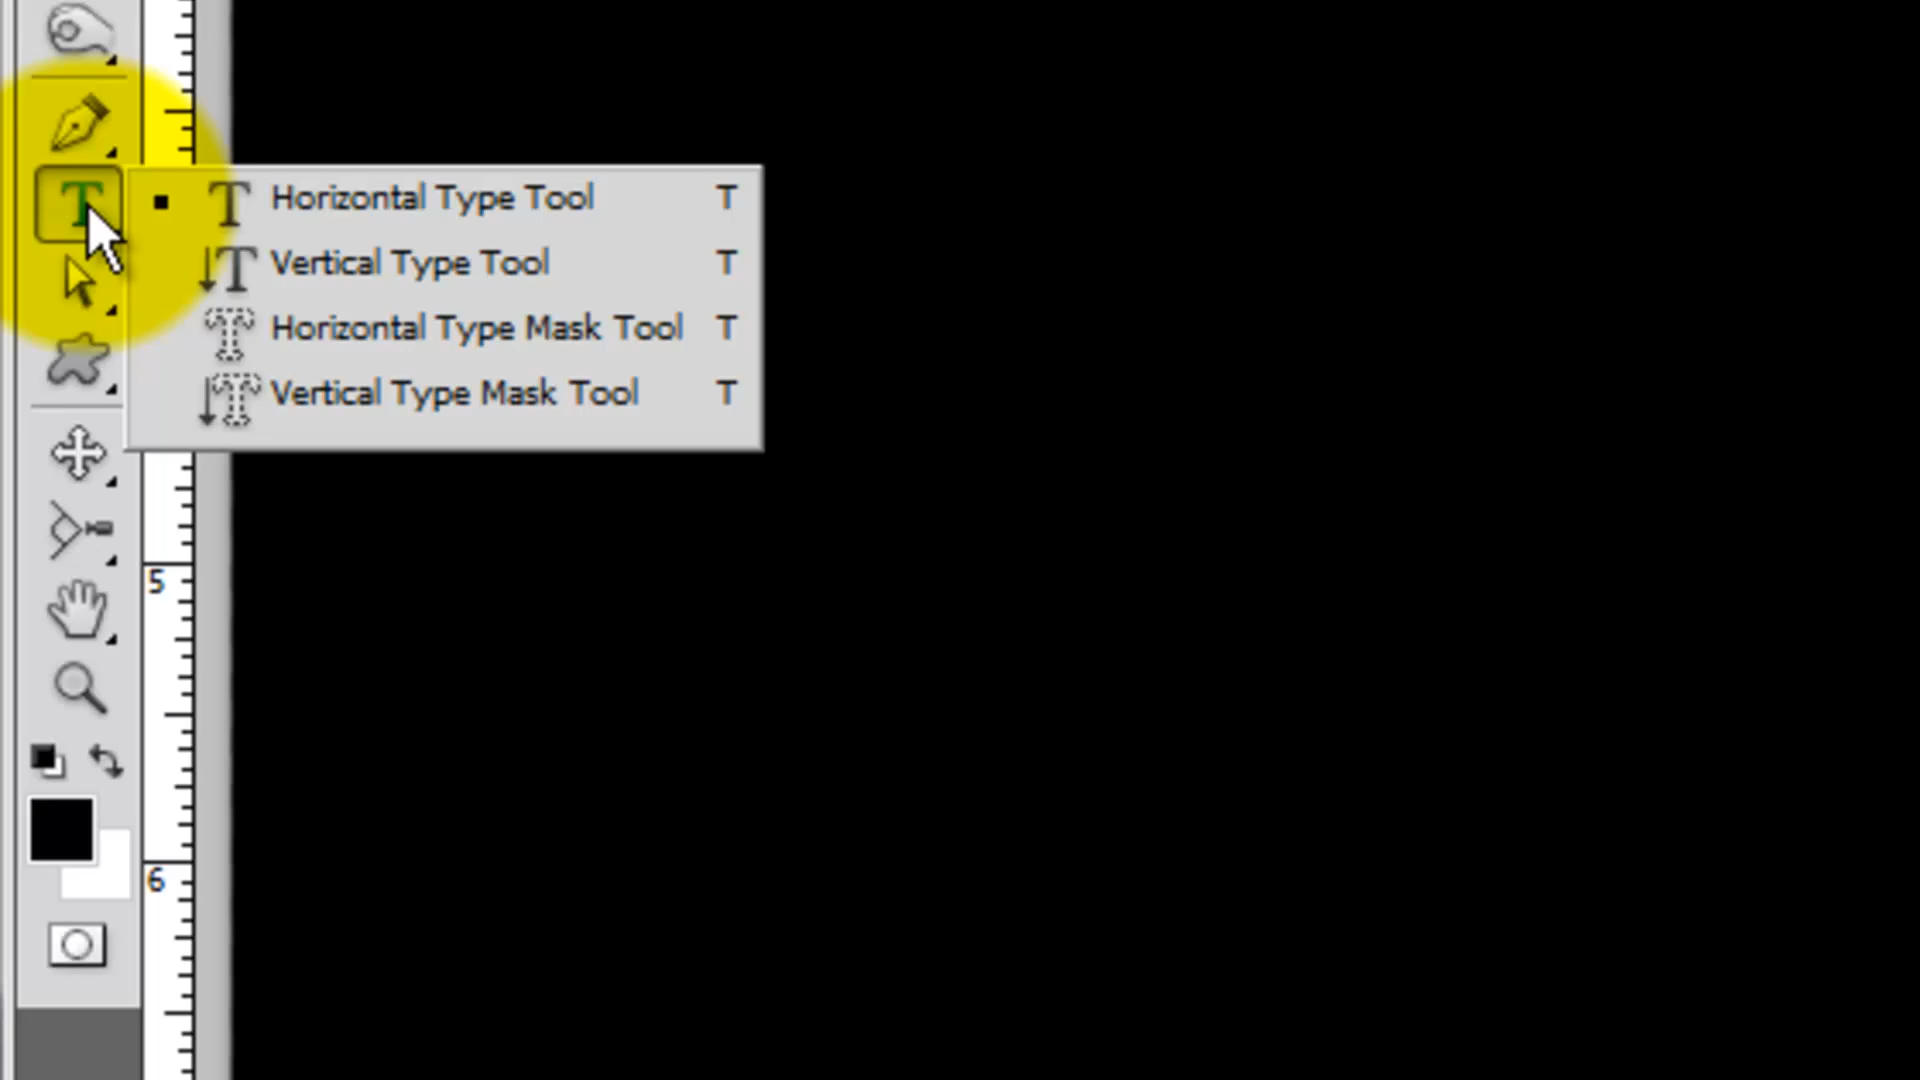 Horizontal Type Tool T
Vertical Type Tool T
Horizontal Type Mask Tool T
Vertical Type Mask Tool T
5
6